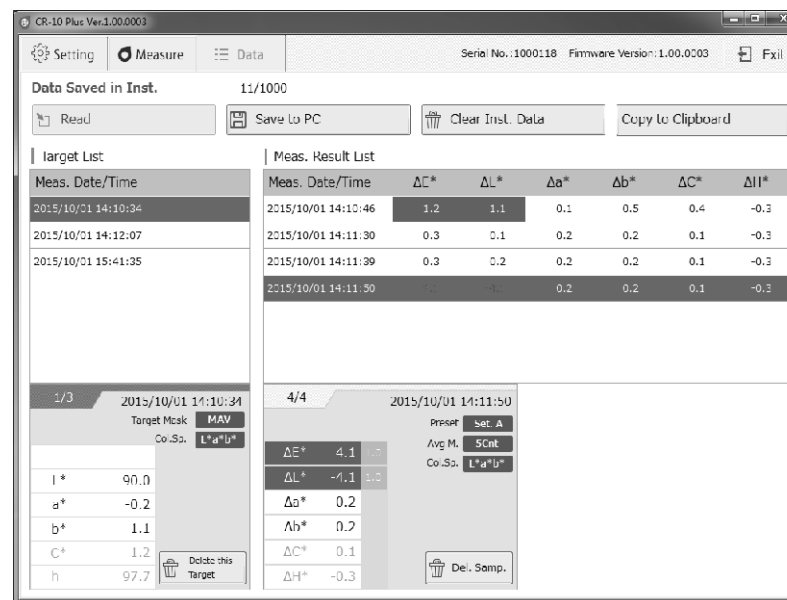 CR-10 Plus Ver.1.00.0003
Setting Measure Data Serial No.:1000118 Firmware Version:1.00.0003 Exit
Data Saved in Inst. 11/1000
Read Save to PC Clear Inst. Data Copy to Clipboard
Target List Meas. Result List
Meas. Date/Time Meas. Date/Time ΔE* ΔL* Δa* Δb* ΔC* ΔH*
2015/10/01 14:10:34 2015/10/01 14:10:46 1.2 1.1 0.1 0.5 0.4 -0.3
2015/10/01 14:12:07 2015/10/01 14:11:30 0.3 0.1 0.2 0.2 0.1 -0.3
2015/10/01 15:41:35 2015/10/01 14:11:39 0.3 0.2 0.2 0.2 0.1 -0.3
2015/10/01 14:11:50 0.2 0.2 0.1 -0.3
1/3 2015/10/01 14:10:34 4/4 2015/10/01 14:11:50
Target Mask MAV Preset Set. A
Col.Sp. L*a*b* Avg M. 5Cnt
ΔE* 4.1 1.0 Col.Sp. L*a*b*
L* 90.0 ΔL* -4.1 1.0
a* -0.2 Δa* 0.2
b* 1.1 Δb* 0.2
C* 1.2 ΔC* 0.1
h 97.7 ΔH* -0.3
Delete this
Target
Del. Samp.